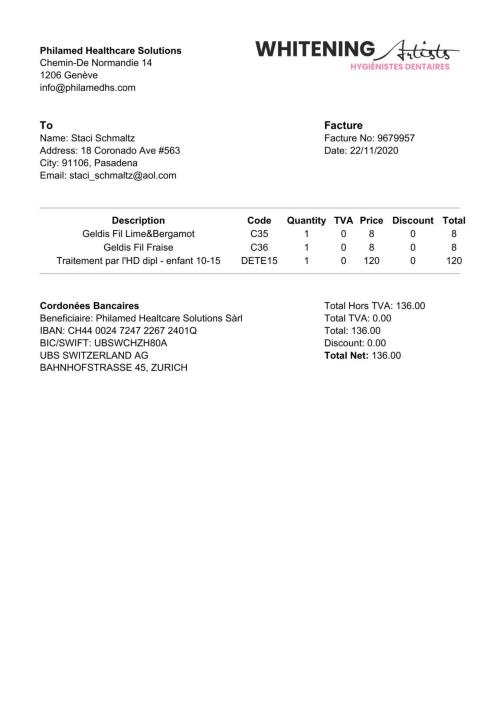 Philamed Healthcare Solutions
Chemin-De Normandie 14
1206 Genève
info@philamedhs.com
WHITENING Artists
HYGIÉNISTES DENTAIRES
To
Name: Staci Schmaltz
Address: 18 Coronado Ave #563
City: 91106, Pasadena
Email: staci_schmaltz@aol.com
Facture
Facture No: 9679957
Date: 22/11/2020
Description Code Quantity TVA Price Discount Total
Geldis Fil Lime&Bergamot C35 1 0 8 0 8
Geldis Fil Fraise C36 1 0 8 0 8
Traitement par l'HD dipl - enfant 10-15 DETE15 1 0 120 0 120
Cordonées Bancaires
Beneficiaire: Philamed Healtcare Solutions Sàrl
IBAN: CH44 0024 7247 2267 2401Q
BIC/SWIFT: UBSWCHZH80A
UBS SWITZERLAND AG
BAHNHOFSTRASSE 45, ZURICH
Total Hors TVA: 136.00
Total TVA: 0.00
Total: 136.00
Discount: 0.00
Total Net: 136.00